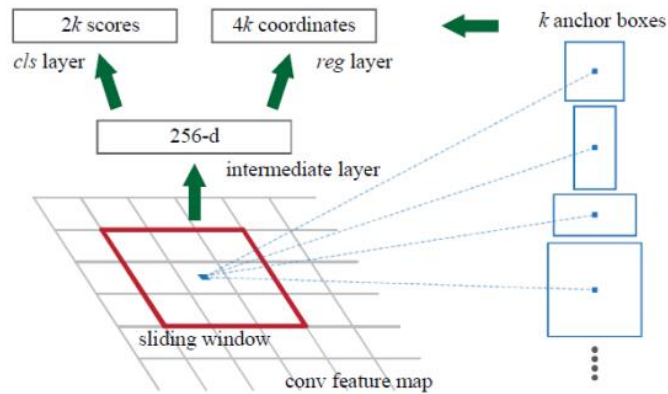 2k scores
4k coordinates
k anchor boxes
cls layer
reg layer
256-d
intermediate layer
sliding window
conv feature map